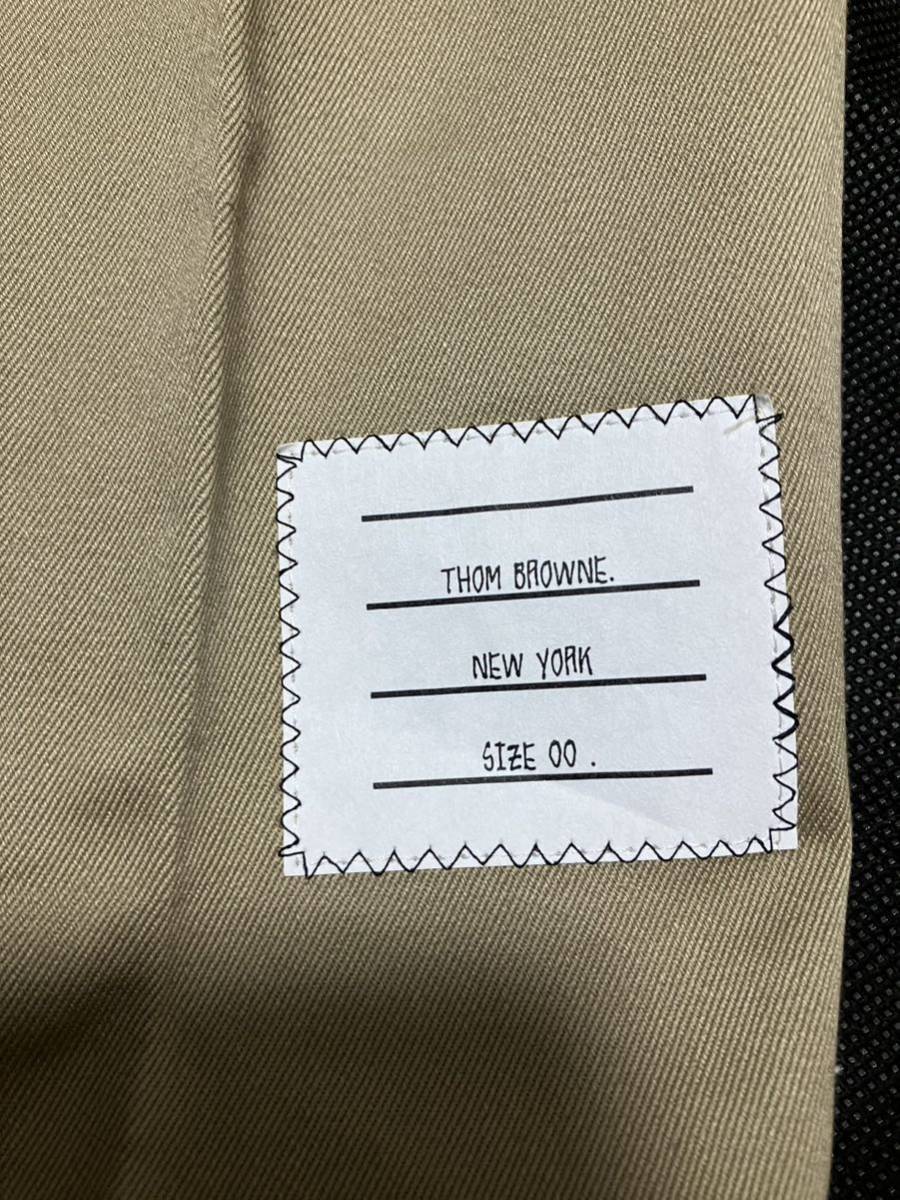 THOM BROWNE.
NEW YORK
SIZE 00 .